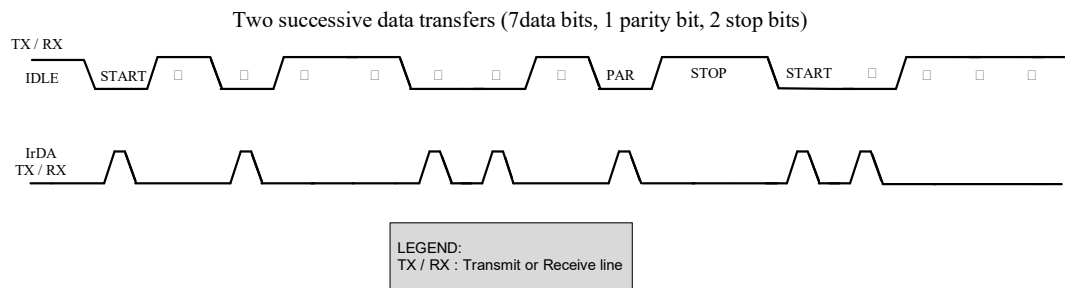 Two successive data transfers (7data bits, 1 parity bit, 2 stop bits)
TX / RX
IDLE START PAR STOP START
IrDA
TX / RX
LEGEND:
TX / RX : Transmit or Receive line